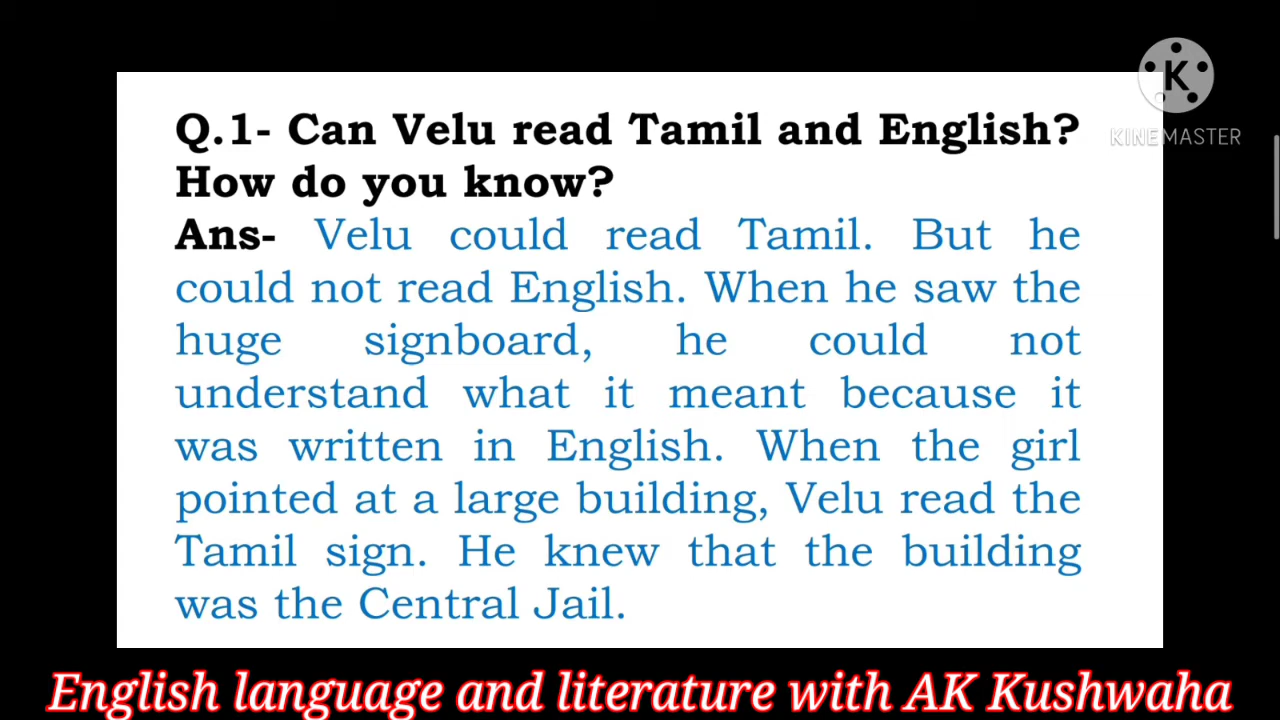 K
KINEMASTER
Q.1- Can Velu read Tamil and English?
How do you know?
Ans- Velu could read Tamil. But he
could not read English. When he saw the
huge signboard, he could not
understand what it meant because it
was written in English. When the girl
pointed at a large building, Velu read the
Tamil sign. He knew that the building
was the Central Jail.
English language and literature with AK Kushwaha